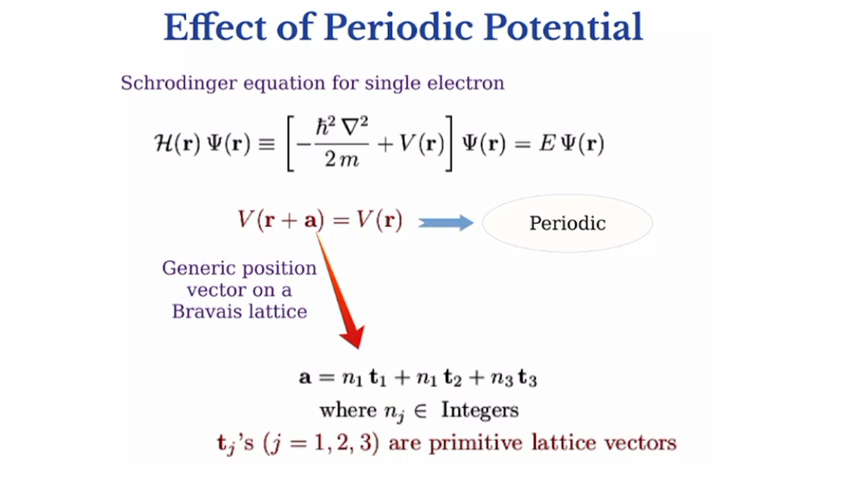 Effect of Periodic Potential
Schrodinger equation for single electron
ℋ(r) Ψ(r) ≡ [−ℏ² ∇²/2 m + V(r)] Ψ(r) = E Ψ(r)
V(r + a) = V(r)
Periodic
Generic position
vector on a
Bravais lattice
a = n₁ t₁ + n₁ t₂ + n₃ t₃
where nⱼ ∈ Integers
tⱼ's (j = 1, 2, 3) are primitive lattice vectors